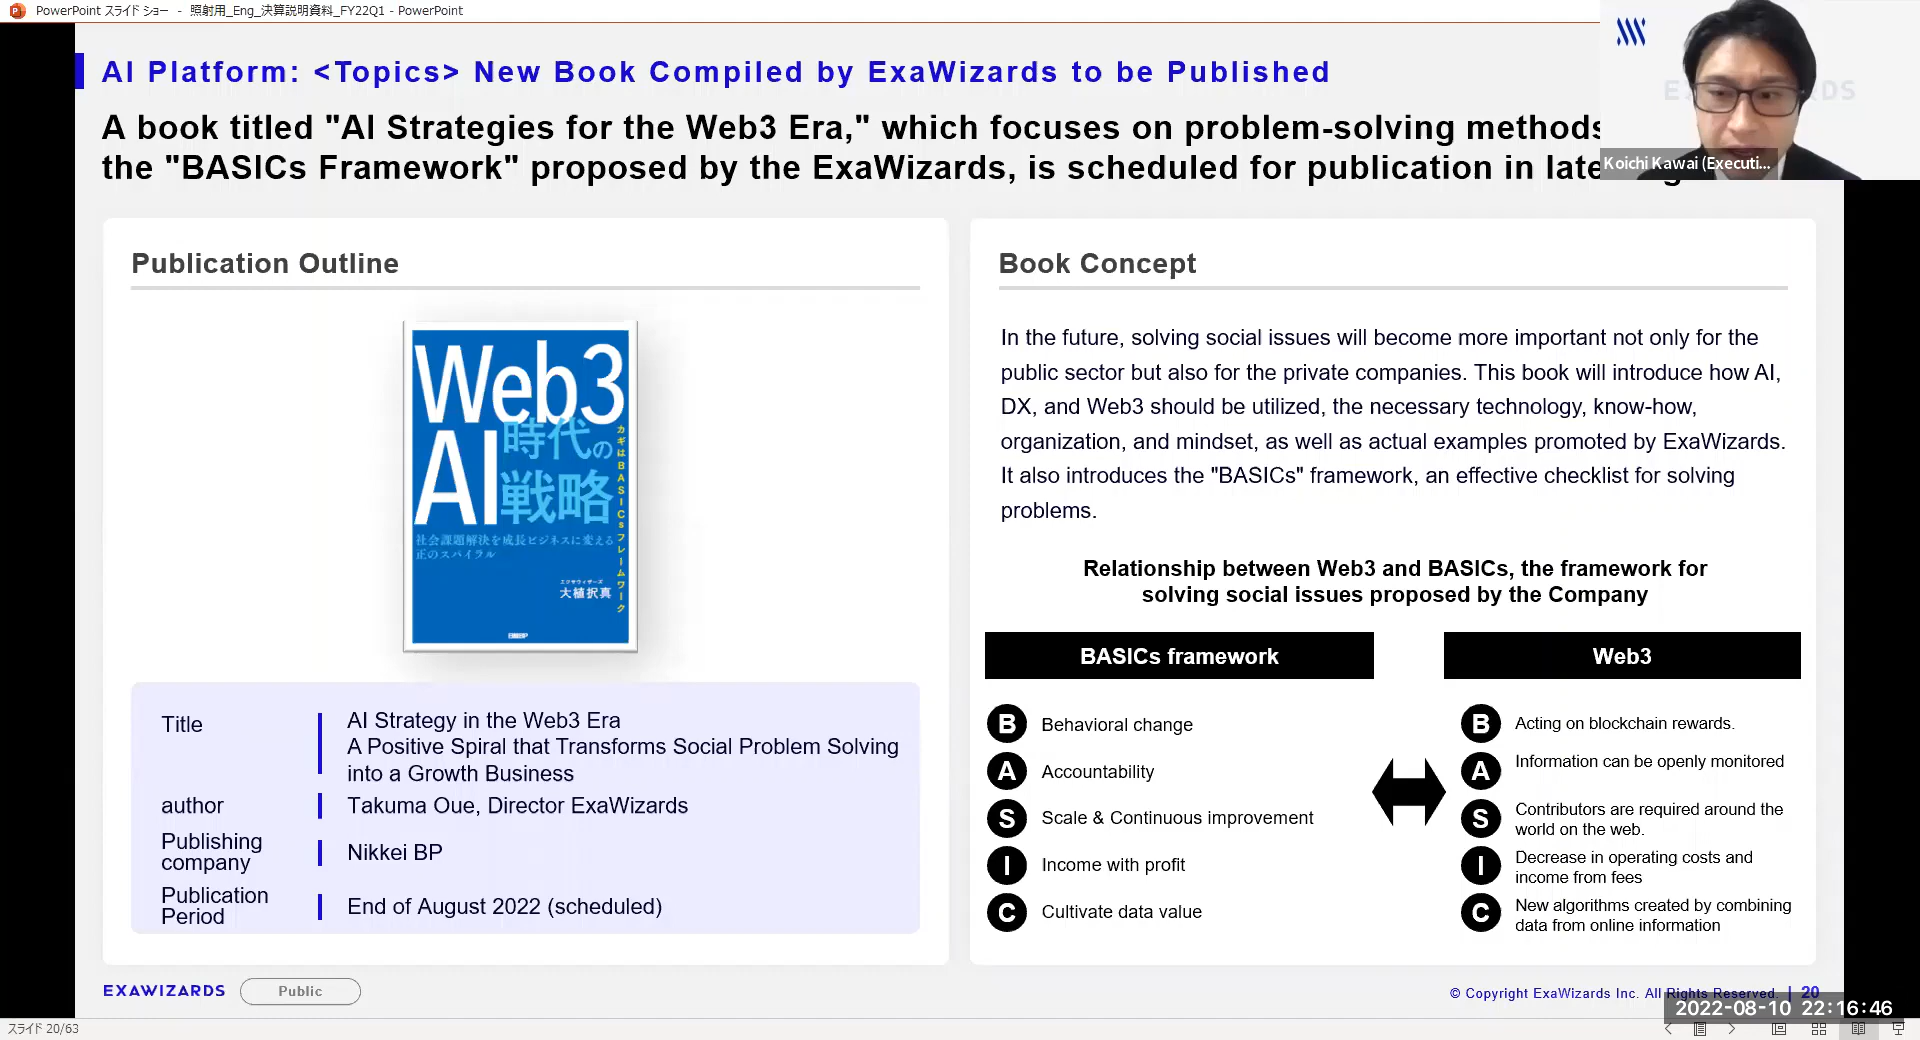 PowerPoint スライド ショー - 照射用_Eng_決算説明資料_FY22Q1 - PowerPoint
AI Platform: <Topics> New Book Compiled by ExaWizards to be Published
A book titled "AI Strategies for the Web3 Era," which focuses on problem-solving methods
the "BASICs Framework" proposed by the ExaWizards, is scheduled for publication in late
Koichi Kawai (Executi...
Publication Outline
Web3
AI時代の
戦略
カギはBASICsフレームワーク
社会課題解決を成長ビジネスに変える
正のスパイラル
エクサウィザーズ
大植択真
日経BP
Title
AI Strategy in the Web3 Era
A Positive Spiral that Transforms Social Problem Solving
into a Growth Business
author
Takuma Oue, Director ExaWizards
Publishing
company
Nikkei BP
Publication
Period
End of August 2022 (scheduled)
Book Concept
In the future, solving social issues will become more important not only for the
public sector but also for the private companies. This book will introduce how AI,
DX, and Web3 should be utilized, the necessary technology, know-how,
organization, and mindset, as well as actual examples promoted by ExaWizards.
It also introduces the "BASICs" framework, an effective checklist for solving
problems.
Relationship between Web3 and BASICs, the framework for
solving social issues proposed by the Company
BASICs framework
B Behavioral change
A Accountability
S Scale & Continuous improvement
I Income with profit
C Cultivate data value
Web3
B Acting on blockchain rewards.
A Information can be openly monitored
S Contributors are required around the
world on the web.
I Decrease in operating costs and
income from fees
C New algorithms created by combining
data from online information
EXAWIZARDS
Public
© Copyright ExaWizards Inc. All Rights Reserved. | 20
2022-08-10 22:16:46
スライド 20/63